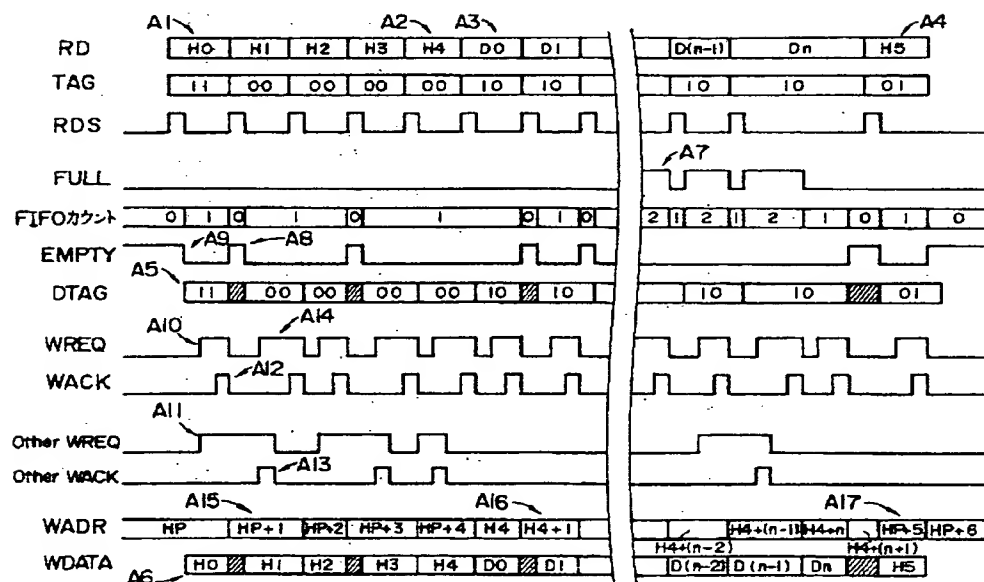 A1 A2 A3 A4
RD H0 H1 H2 H3 H4 D0 D1 D(n-1) Dn H5
TAG 11 00 00 00 00 10 10 10 10 01
RDS
FULL A7
FIFOカウント 0 1 0 1 0 1 0 1 0 2 1 2 1 2 1 0 1 0
EMPTY A9 A8
A5
DTAG 11 00 00 00 00 10 10 10 10 01
A10 A14
WREQ
WACK A12
A11
Other WREQ
Other WACK A13
A15 A16 A17
WADR HP HP+1 HP+2 HP+3 HP+4 H4 H4+1 H4+(n-1) H4+n HP+5 HP+6
H4+(n-2) H4+(n+1)
WDATA H0 H1 H2 H3 H4 D0 D1 D(n-2) D(n-1) Dn H5
A6